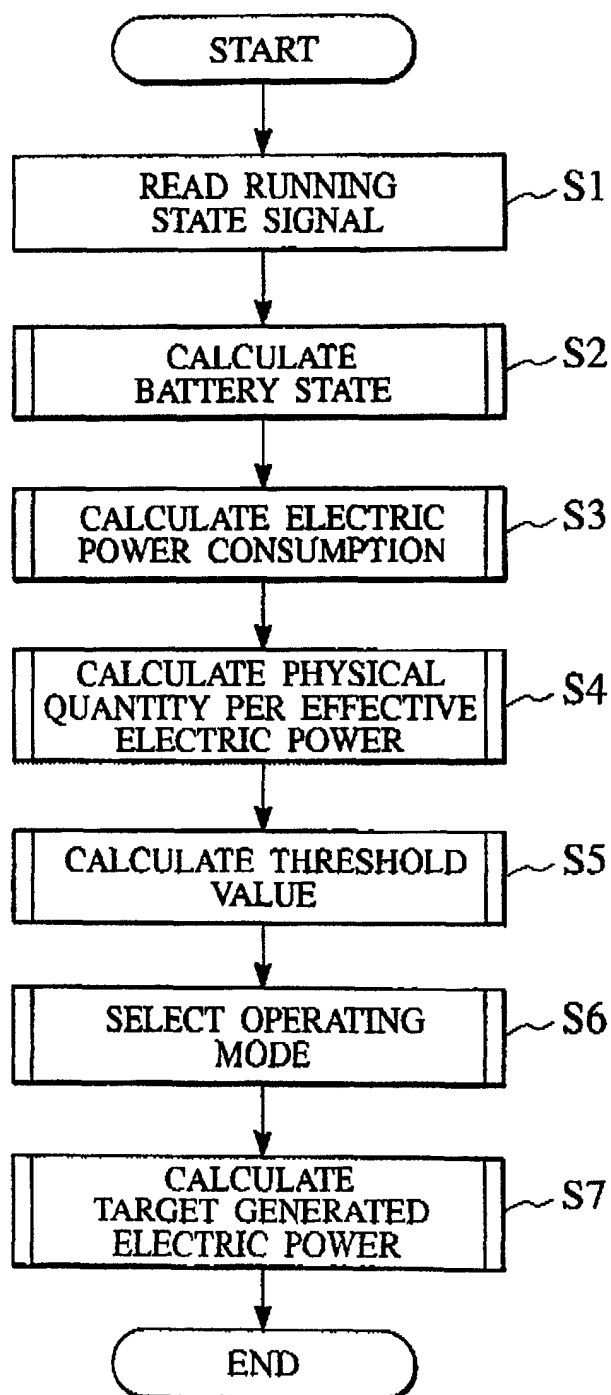 START
READ RUNNING
STATE SIGNAL
S1
CALCULATE
BATTERY STATE
S2
CALCULATE ELECTRIC
POWER CONSUMPTION
S3
CALCULATE PHYSICAL
QUANTITY PER EFFECTIVE
ELECTRIC POWER
S4
CALCULATE THRESHOLD
VALUE
S5
SELECT OPERATING
MODE
S6
CALCULATE
TARGET GENERATED
ELECTRIC POWER
S7
END